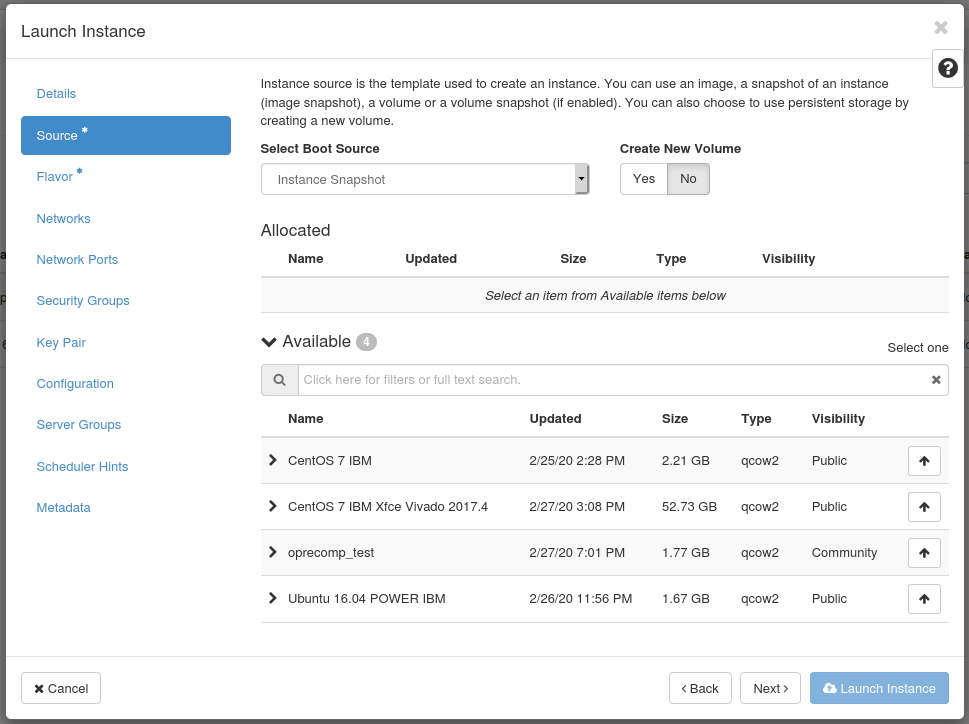 Launch Instance
Details
Source *
Flavor *
Networks
Network Ports
Security Groups
Key Pair
Configuration
Server Groups
Scheduler Hints
Metadata
Instance source is the template used to create an instance. You can use an image, a snapshot of an instance
(image snapshot), a volume or a volume snapshot (if enabled). You can also choose to use persistent storage by
creating a new volume.
Select Boot Source Create New Volume
Instance Snapshot Yes No
Allocated
Name Updated Size Type Visibility
Select an item from Available items below
Available 4
Select one
Click here for filters or full text search.
Name Updated Size Type Visibility
CentOS 7 IBM 2/25/20 2:28 PM 2.21 GB qcow2 Public
CentOS 7 IBM Xfce Vivado 2017.4 2/27/20 3:08 PM 52.73 GB qcow2 Public
oprecomp_test 2/27/20 7:01 PM 1.77 GB qcow2 Community
Ubuntu 16.04 POWER IBM 2/26/20 11:56 PM 1.67 GB qcow2 Public
Cancel < Back Next > Launch Instance